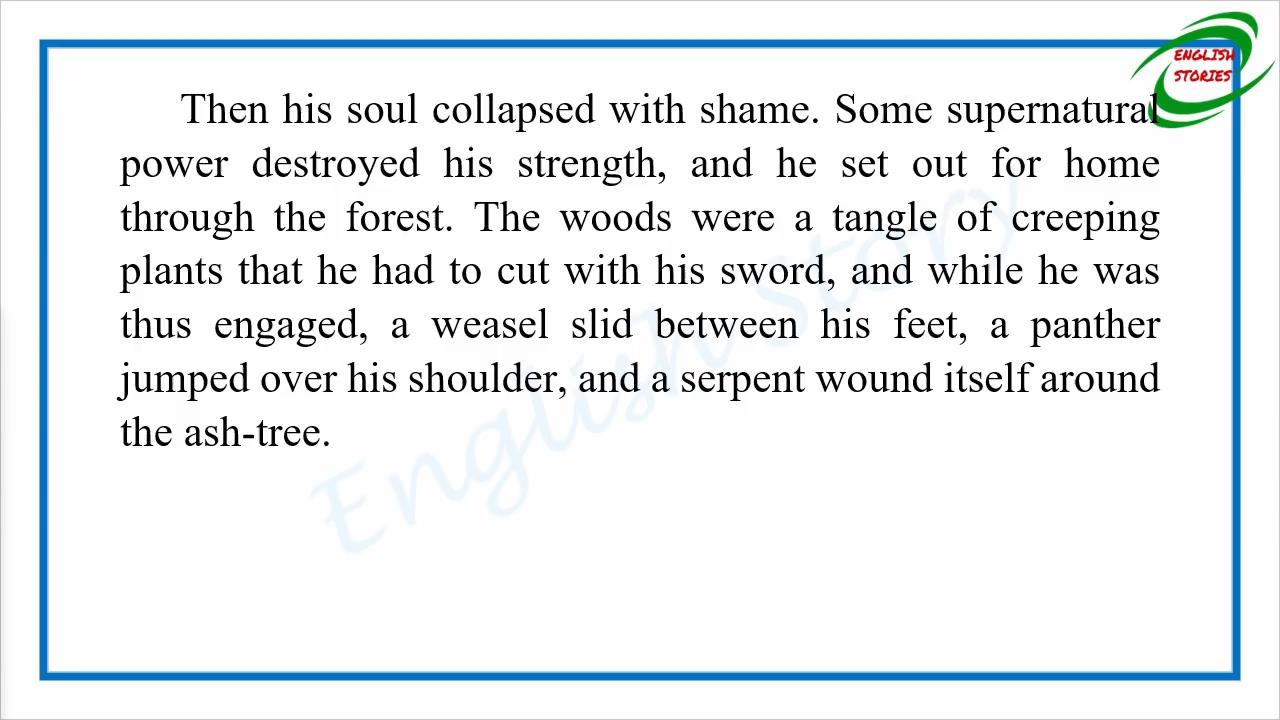 ENGLISH
STORIES
Then his soul collapsed with shame. Some supernatural
power destroyed his strength, and he set out for home
through the forest. The woods were a tangle of creeping
plants that he had to cut with his sword, and while he was
thus engaged, a weasel slid between his feet, a panther
jumped over his shoulder, and a serpent wound itself around
the ash-tree.
English Story